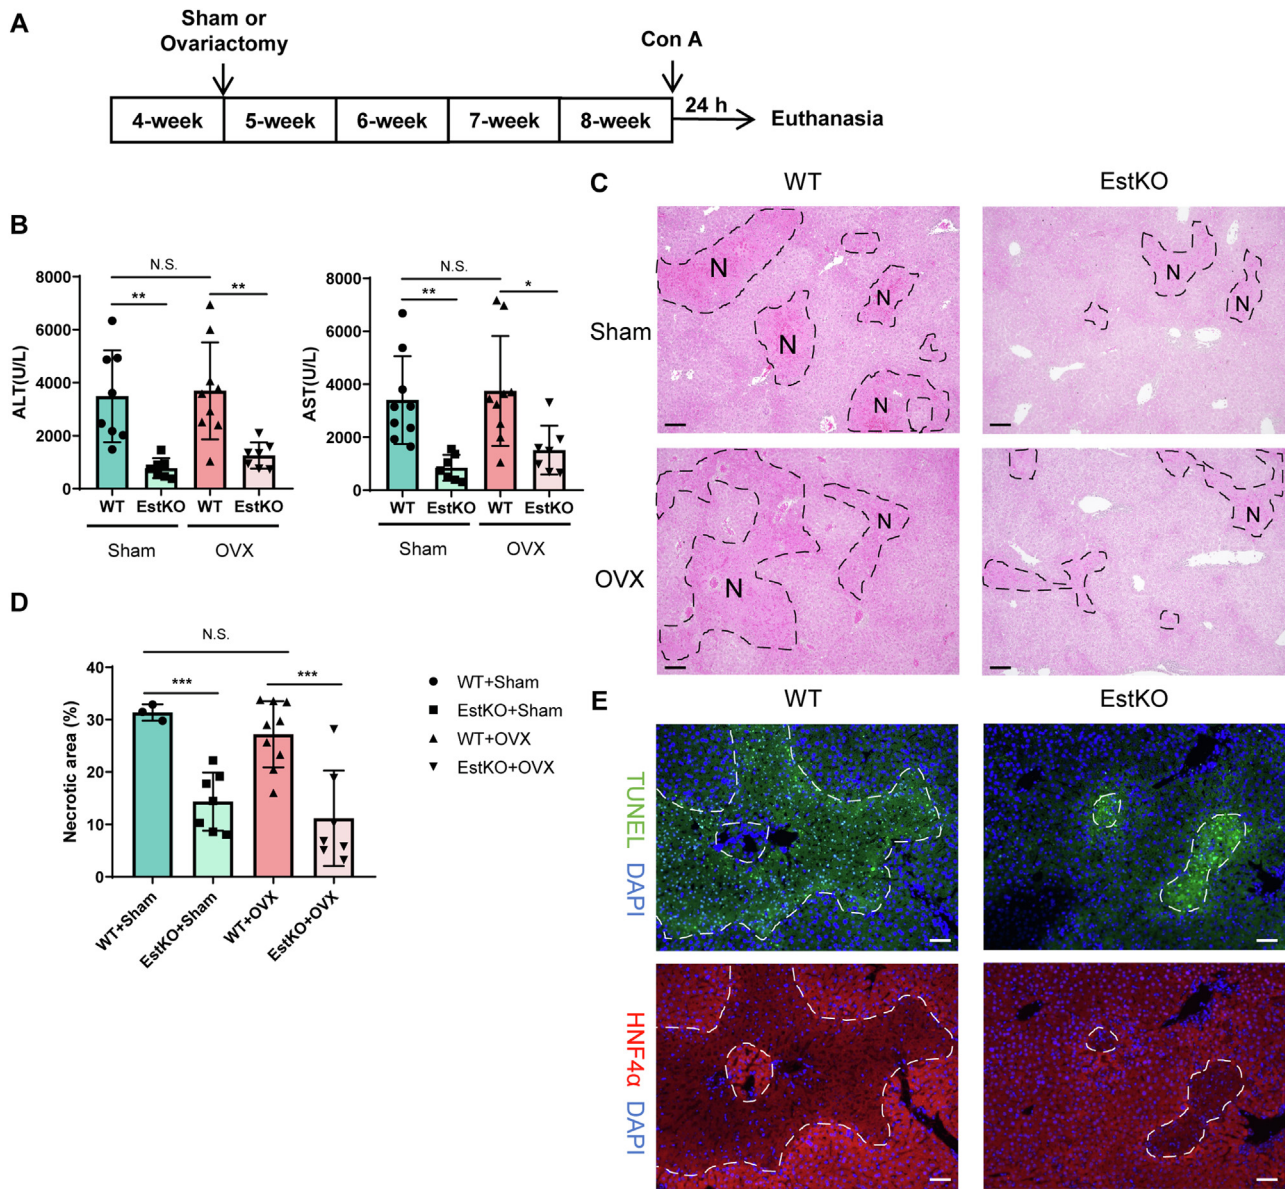 A
Sham or
Ovariactomy
Con A
4-week
5-week
6-week
7-week
8-week
24 h
Euthanasia
B
8000
6000
4000
2000
0
ALT(U/L)
N.S.
**
**
WT
EstKO
WT
EstKO
Sham
OVX
8000
6000
4000
2000
0
AST(U/L)
N.S.
**
*
WT
EstKO
WT
EstKO
Sham
OVX
C
WT
EstKO
Sham
N
N
N
N
N
N
OVX
N
N
N
D
40
30
20
10
0
Necrotic area (%)
N.S.
***
***
WT+Sham
EstKO+Sham
WT+OVX
EstKO+OVX
WT+Sham
EstKO+Sham
WT+OVX
EstKO+OVX
E
WT
EstKO
TUNEL DAPI
HNF4α DAPI